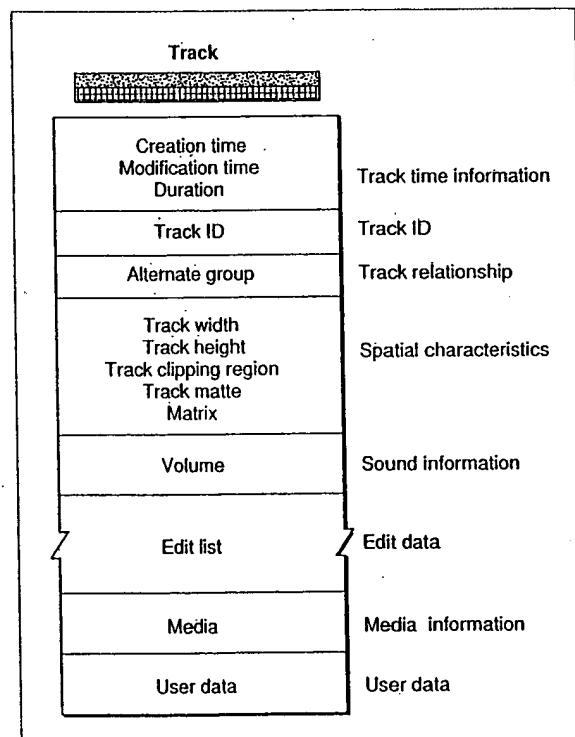 Track
Creation time
Modification time
Duration
Track time information
Track ID
Track ID
Alternate group
Track relationship
Track width
Track height
Track clipping region
Track matte
Matrix
Spatial characteristics
Volume
Sound information
Edit list
Edit data
Media
Media information
User data
User data